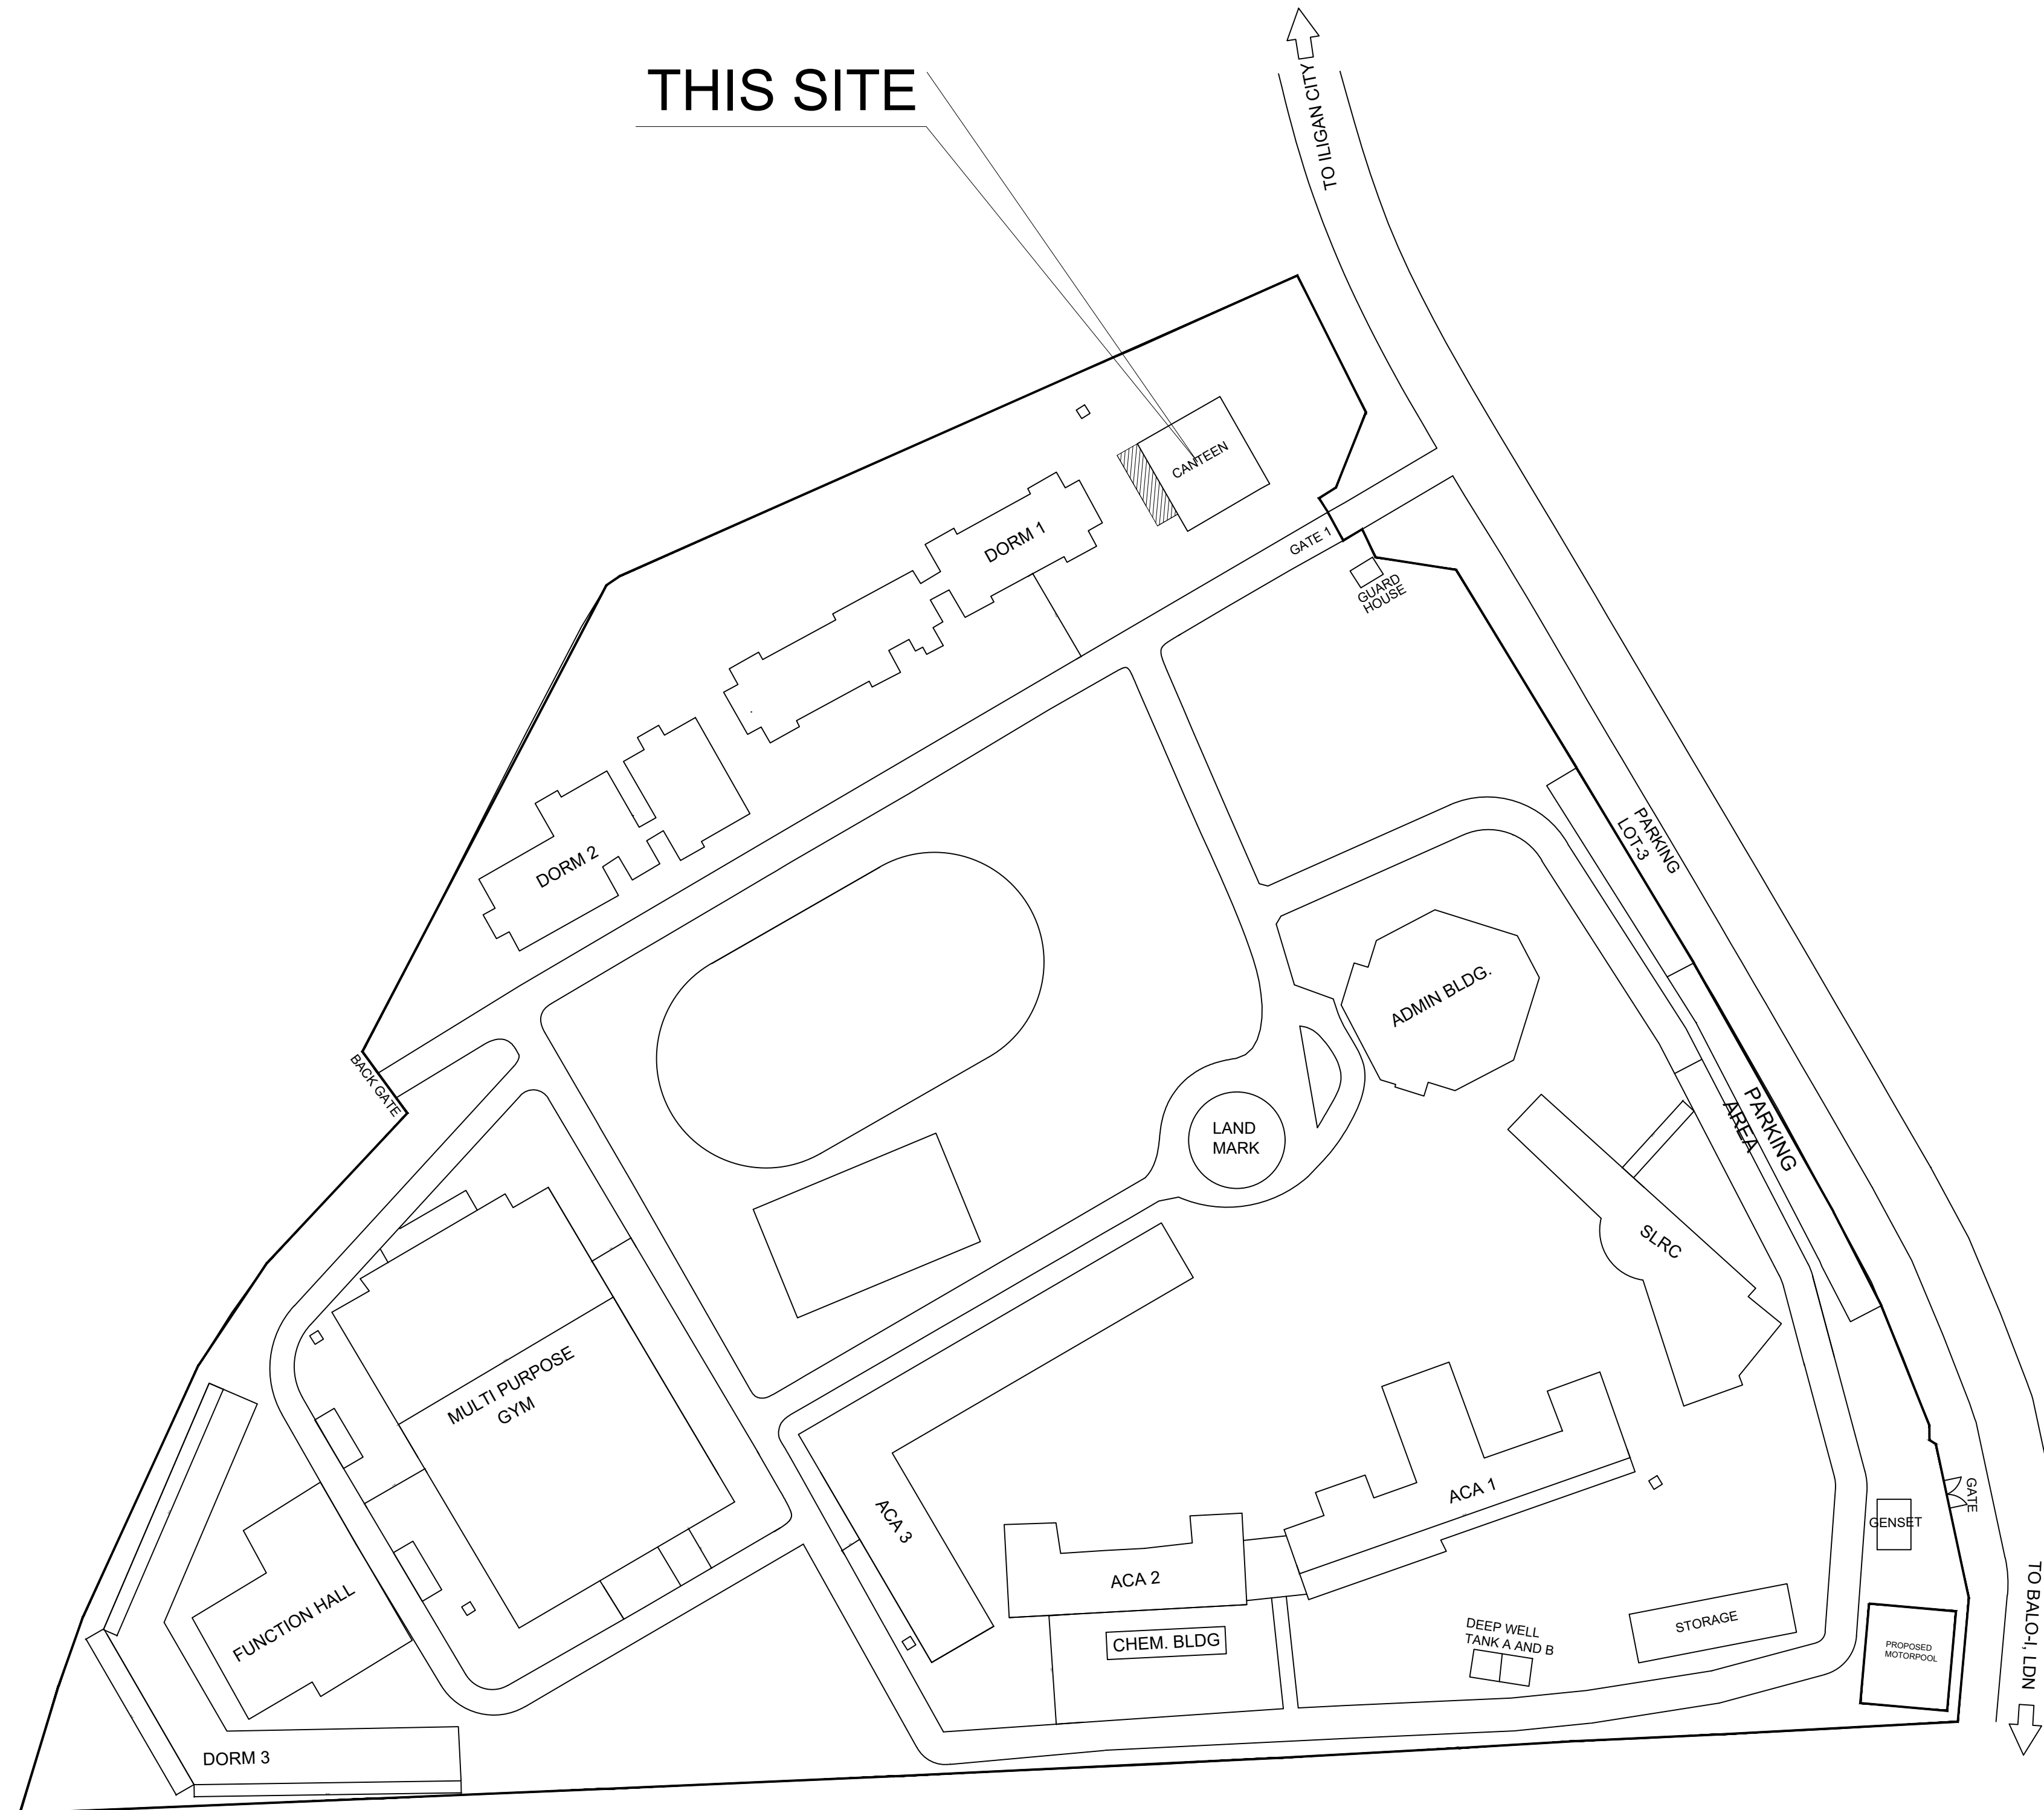 THIS SITE
TO ILIGAN CITY
CANTEEN
DORM 1
GATE 1
GUARD
HOUSE
DORM 2
PARKING
LOT-3
ADMIN BLDG.
BACK GATE
LAND
MARK
PARKING
AREA
SLRC
MULTI PURPOSE
GYM
ACA 1
ACA 3
GATE
GENSET
ACA 2
FUNCTION HALL
CHEM. BLDG
DEEP WELL
TANK A AND B
STORAGE
PROPOSED
MOTORPOOL
TO BALO-I, LDN
DORM 3